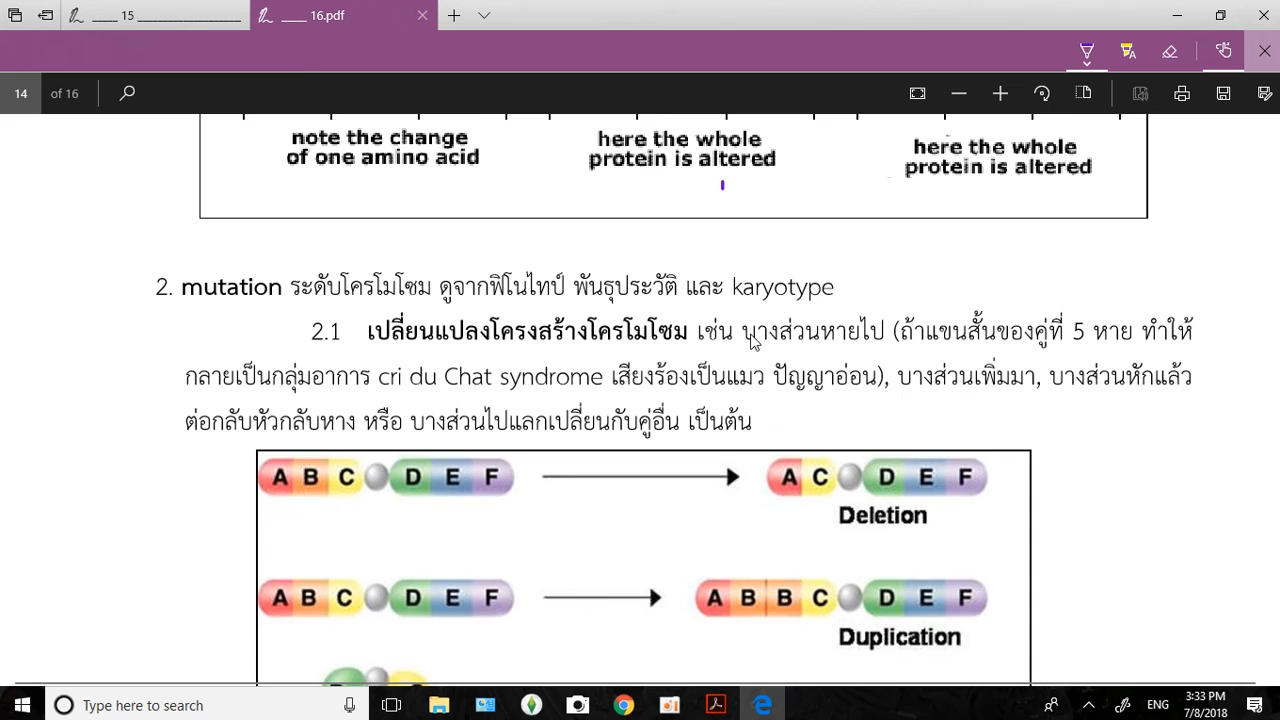 ____ 15 ____________________
____ 16.pdf
14 of 16
note the change
of one amino acid
here the whole
protein is altered
here the whole
protein is altered
2. mutation ระดับโครโมโซม ดูจากฟิโนไทป์ พันธุประวัติ และ karyotype
2.1 เปลี่ยนแปลงโครงสร้างโครโมโซม เช่น บางส่วนหายไป (ถ้าแขนสั้นของคู่ที่ 5 หาย ทำให้
กลายเป็นกลุ่มอาการ cri du Chat syndrome เสียงร้องเป็นแมว ปัญญาอ่อน), บางส่วนเพิ่มมา, บางส่วนหักแล้ว
ต่อกลับหัวกลับหาง หรือ บางส่วนไปแลกเปลี่ยนกับคู่อื่น เป็นต้น
A B C D E F
A C D E F
Deletion
A B C D E F
A B B C D E F
Duplication
Type here to search
ENG
3:33 PM
7/8/2018